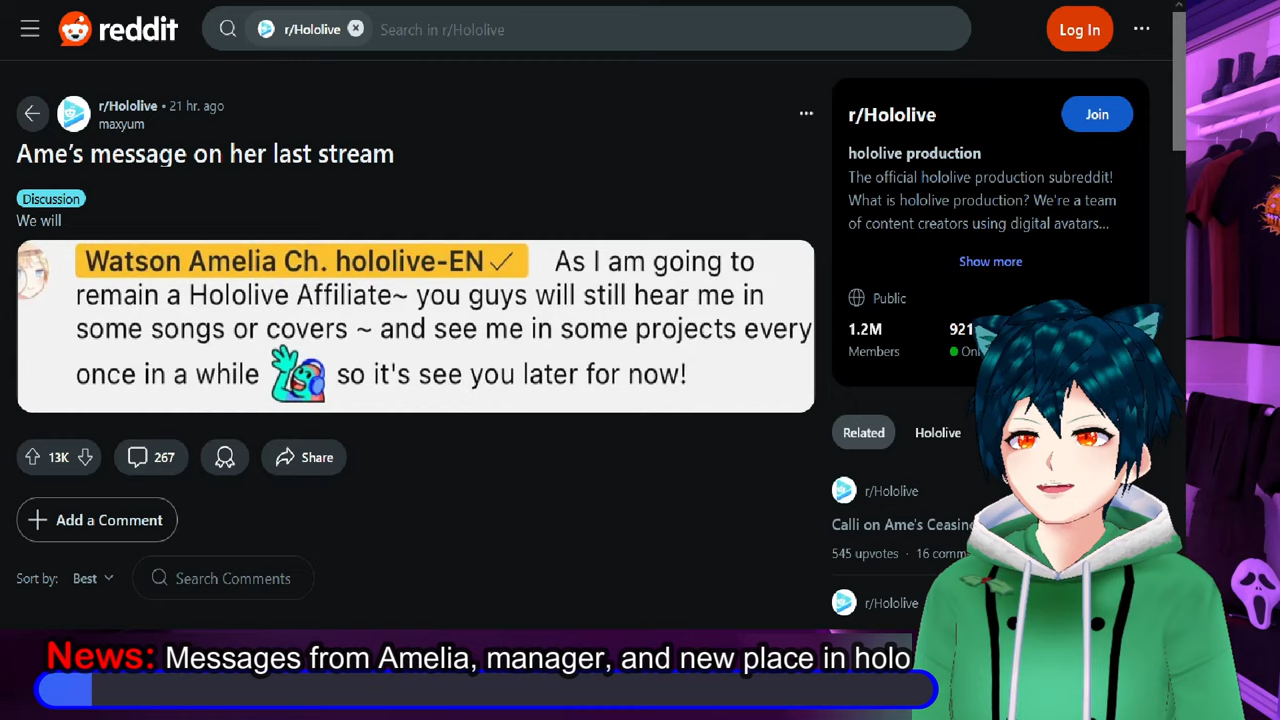 reddit
r/Hololive
Search in r/Hololive
Log In
r/Hololive • 21 hr. ago
maxyum
Ame’s message on her last stream
Discussion
We will
Watson Amelia Ch. hololive-EN✓ As I am going to
remain a Hololive Affiliate~ you guys will still hear me in
some songs or covers ~ and see me in some projects every
once in a while so it's see you later for now!
13K
267
Share
Add a Comment
Sort by:
Best
Search Comments
r/Hololive
Join
hololive production
The official hololive production subreddit!
What is hololive production? We're a team
of content creators using digital avatars...
Show more
Public
1.2M
921
Members
Onl
Related
Hololive
r/Hololive
Calli on Ame's Ceasin
545 upvotes • 16 comm
r/Hololive
News: Messages from Amelia, manager, and new place in holo